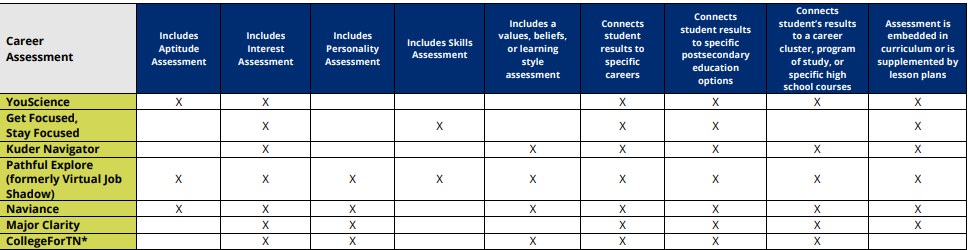 Career
Assessment
Includes
Aptitude
Assessment
Includes
Interest
Assessment
Includes
Personality
Assessment
Includes Skills
Assessment
Includes a
values, beliefs,
or learning
style
assessment
Connects
student
results to
specific
careers
Connects
student results
to specific
postsecondary
education
options
Connects
student’s results
to a career
cluster, program
of study, or
specific high
school courses
Assessment is
embedded in
curriculum or is
supplemented by
lesson plans
YouScience X X X X X X
Get Focused,
Stay Focused X X X X X
Kuder Navigator X X X X X X
Pathful Explore
(formerly Virtual Job
Shadow) X X X X X X X X X
Naviance X X X X X X X X
Major Clarity X X X X X X
CollegeForTN* X X X X X X